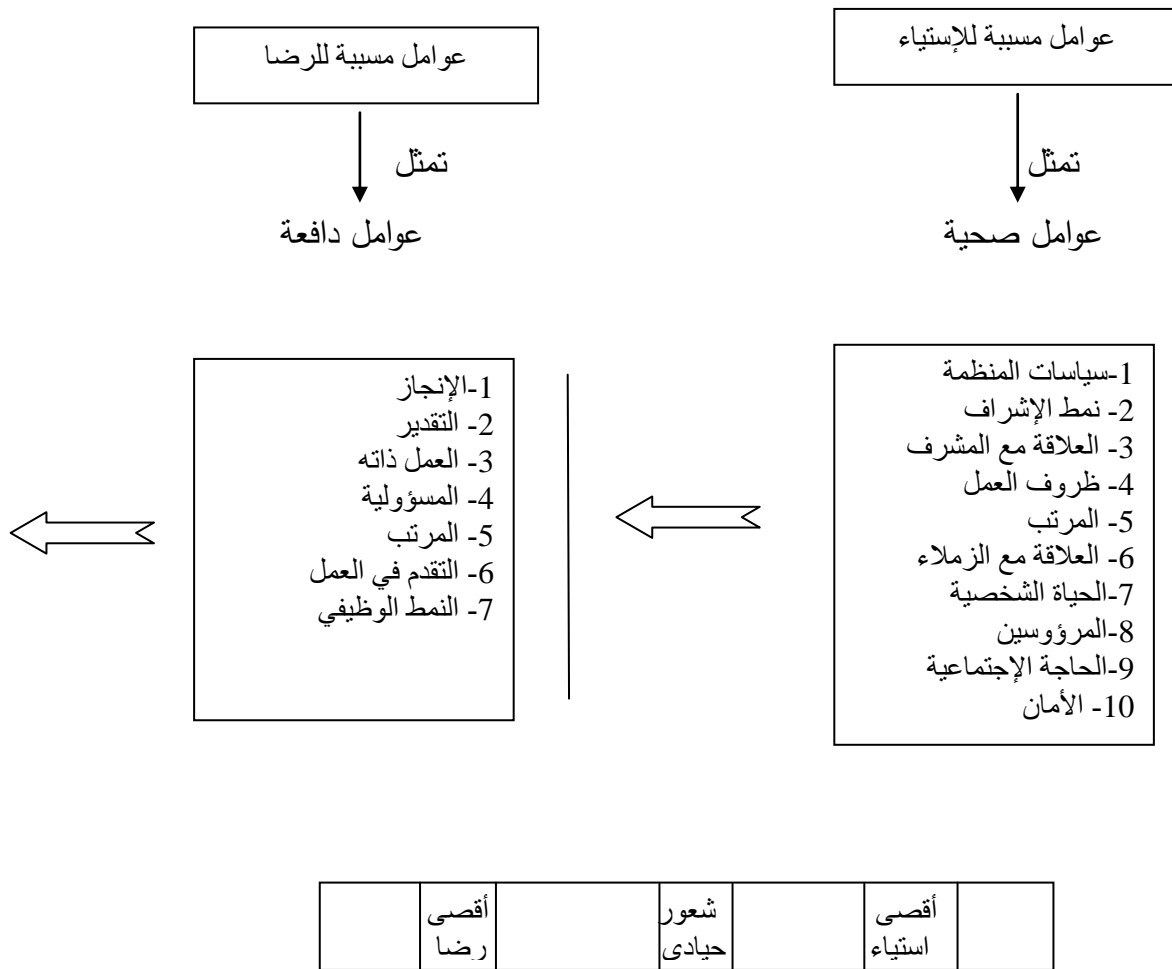 عوامل مسببة للإستياء
عوامل مسببة للرضا
تمثل
تمثل
عوامل صحية
عوامل دافعة
1-سياسات المنظمة
2- نمط الإشراف
3- العلاقة مع المشرف
4- ظروف العمل
5- المرتب
6- العلاقة مع الزملاء
7-الحياة الشخصية
8-المرؤوسين
9-الحاجة الإجتماعية
10- الأمان
1-الإنجاز
2- التقدير
3- العمل ذاته
4- المسؤولية
5- المرتب
6- التقدم في العمل
7- النمط الوظيفي
أقصى
استياء
شعور
حيادى
أقصى
رضا